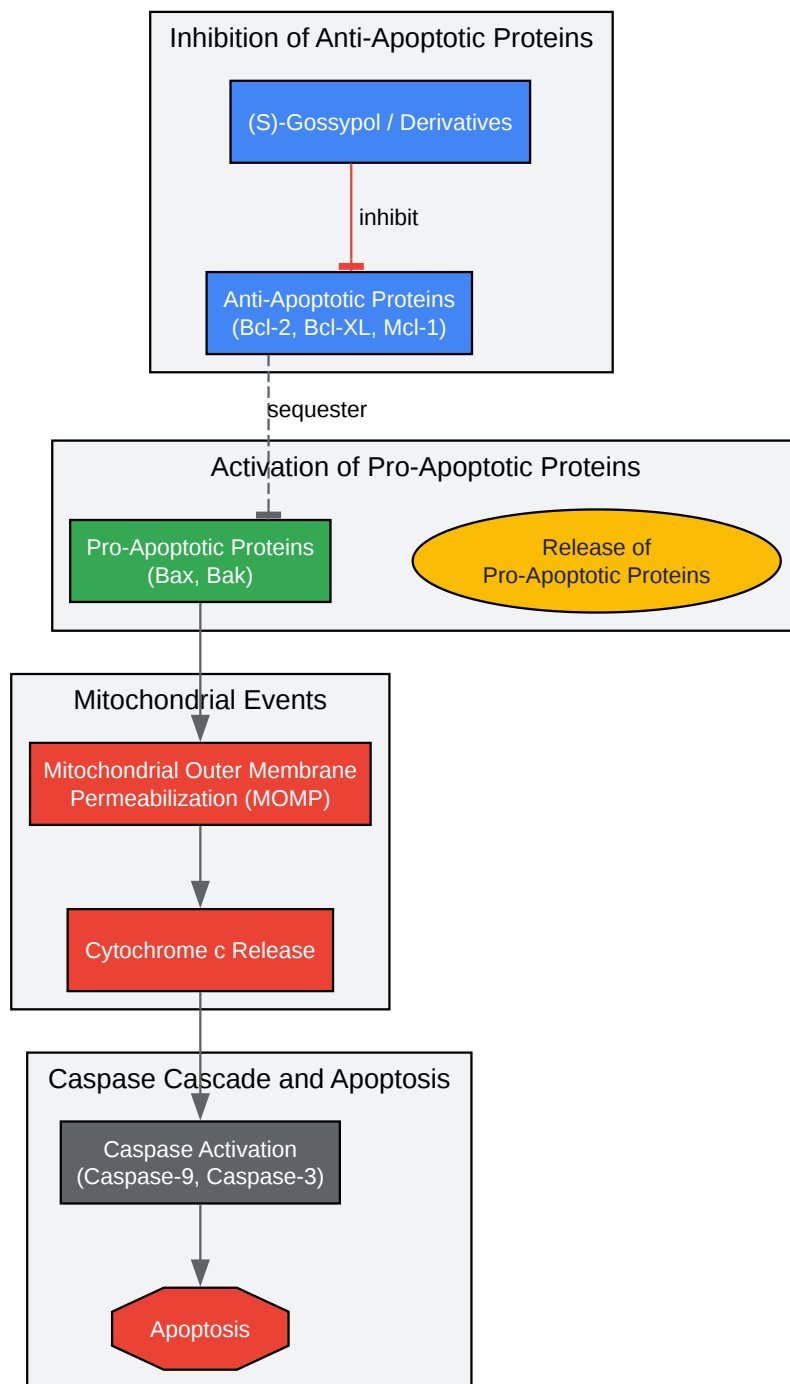 Inhibition of Anti-Apoptotic Proteins
(S)-Gossypol / Derivatives
inhibit
Anti-Apoptotic Proteins
(Bcl-2, Bcl-XL, Mcl-1)
sequester
Activation of Pro-Apoptotic Proteins
Pro-Apoptotic Proteins
(Bax, Bak)
Release of
Pro-Apoptotic Proteins
Mitochondrial Events
Mitochondrial Outer Membrane
Permeabilization (MOMP)
Cytochrome c Release
Caspase Cascade and Apoptosis
Caspase Activation
(Caspase-9, Caspase-3)
Apoptosis